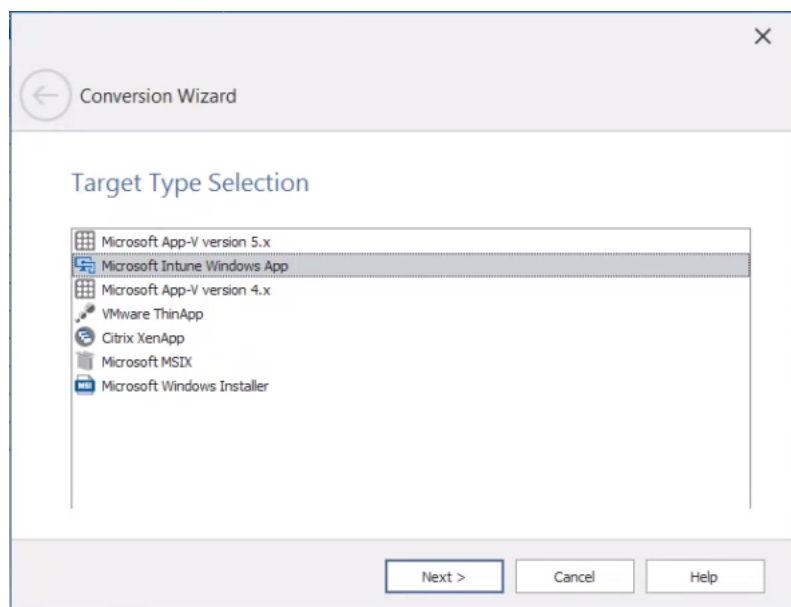 Conversion Wizard
Target Type Selection
Microsoft App-V version 5.x
Microsoft Intune Windows App
Microsoft App-V version 4.x
VMware ThinApp
Citrix XenApp
Microsoft MSIX
MSI Microsoft Windows Installer
Next >
Cancel
Help